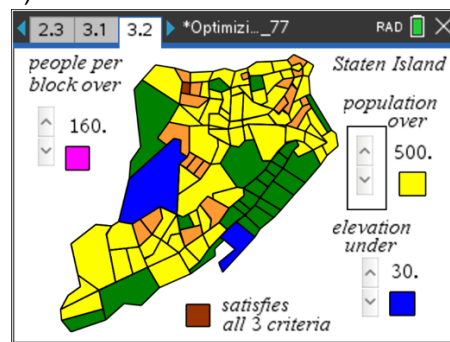 2.3 3.1 3.2 *Optimizi..._77 RAD
people per
block over
160.
Staten Island
population
over
500.
elevation
under
30.
satisfies
all 3 criteria